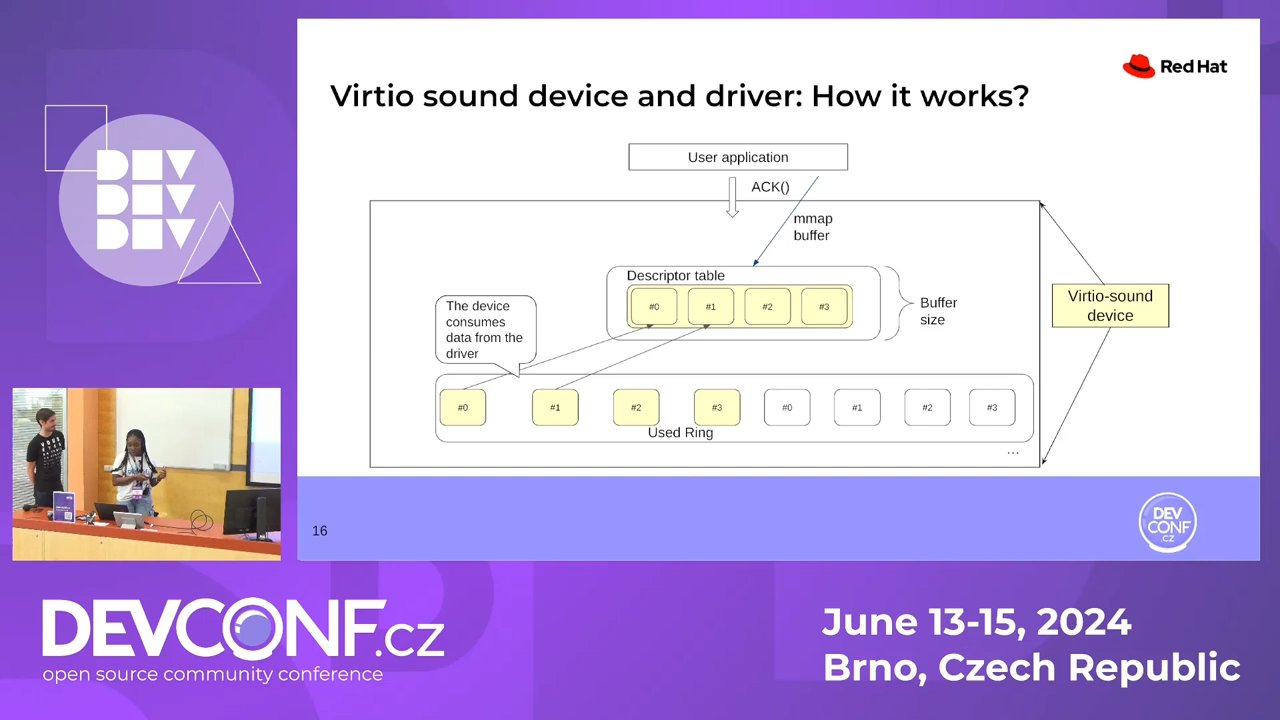 DEV
DEV
DEV
Red Hat
Virtio sound device and driver: How it works?
User application
ACK()
mmap
buffer
Descriptor table
#0 #1 #2 #3
Buffer
size
Virtio-sound
device
The device
consumes
data from the
driver
#0 #1 #2 #3 #0 #1 #2 #3
Used Ring
...
16
DEV
CONF
.CZ
DEVCONF.cz
open source community conference
June 13-15, 2024
Brno, Czech Republic